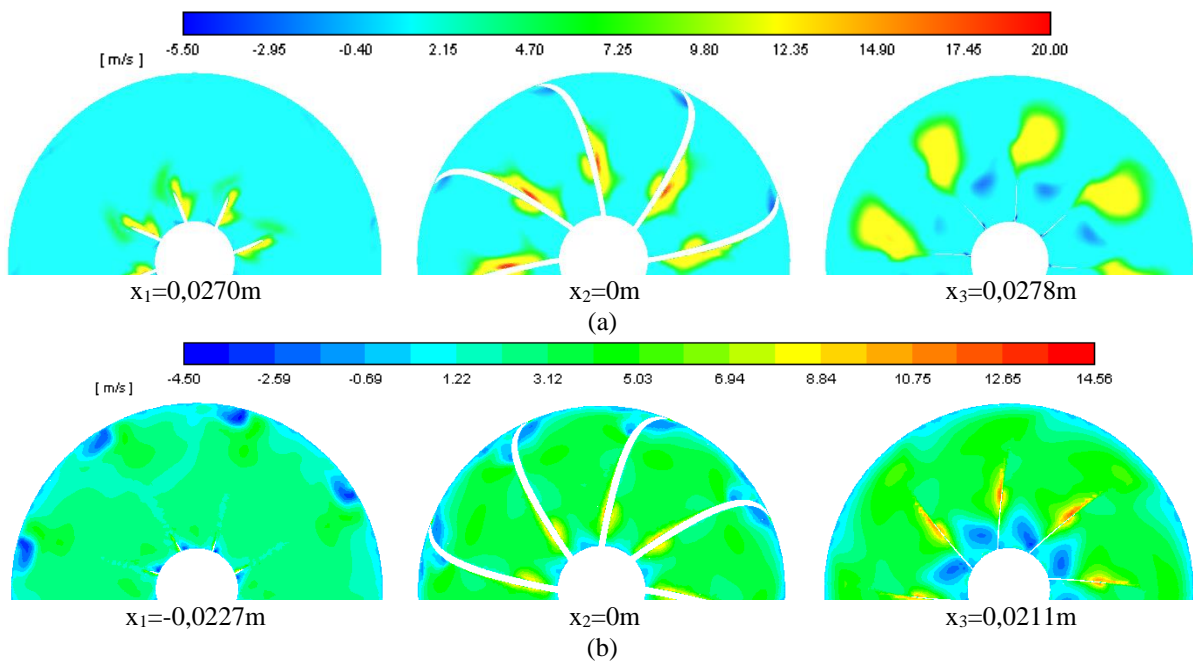 -5.50 -2.95 -0.40 2.15 4.70 7.25 9.80 12.35 14.90 17.45 20.00
[ m/s ]
x₁=0,0270m x₂=0m x₃=0,0278m
(a)
-4.50 -2.59 -0.69 1.22 3.12 5.03 6.94 8.84 10.75 12.65 14.56
[ m/s ]
x₁=-0,0227m x₂=0m x₃=0,0211m
(b)